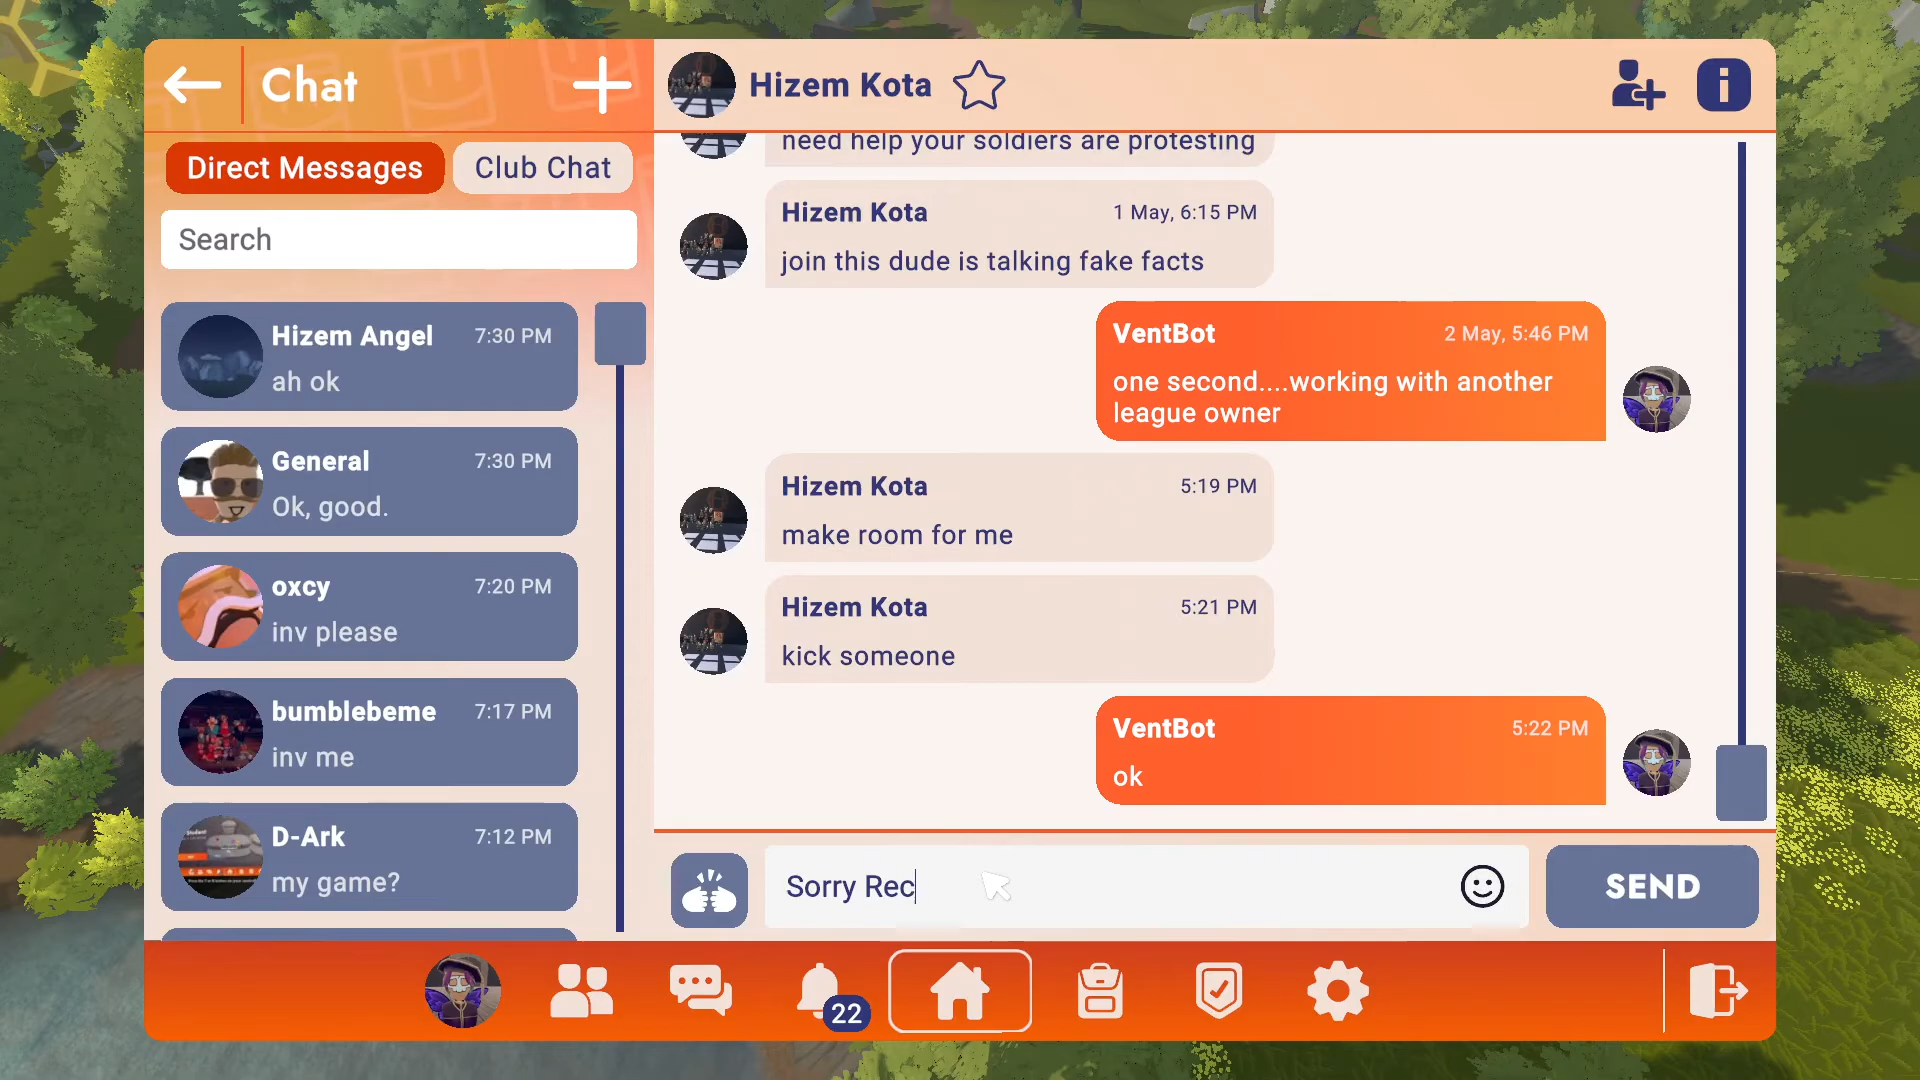 Chat
Hizem Kota
i
Direct Messages
Club Chat
Search
Hizem Angel 7:30 PM
ah ok
General 7:30 PM
Ok, good.
oxcy 7:20 PM
inv please
bumblebeme 7:17 PM
inv me
D-Ark 7:12 PM
my game?
need help your soldiers are protesting
Hizem Kota 1 May, 6:15 PM
join this dude is talking fake facts
VentBot 2 May, 5:46 PM
one second....working with another
league owner
Hizem Kota 5:19 PM
make room for me
Hizem Kota 5:21 PM
kick someone
VentBot 5:22 PM
ok
Sorry Rec
SEND
22